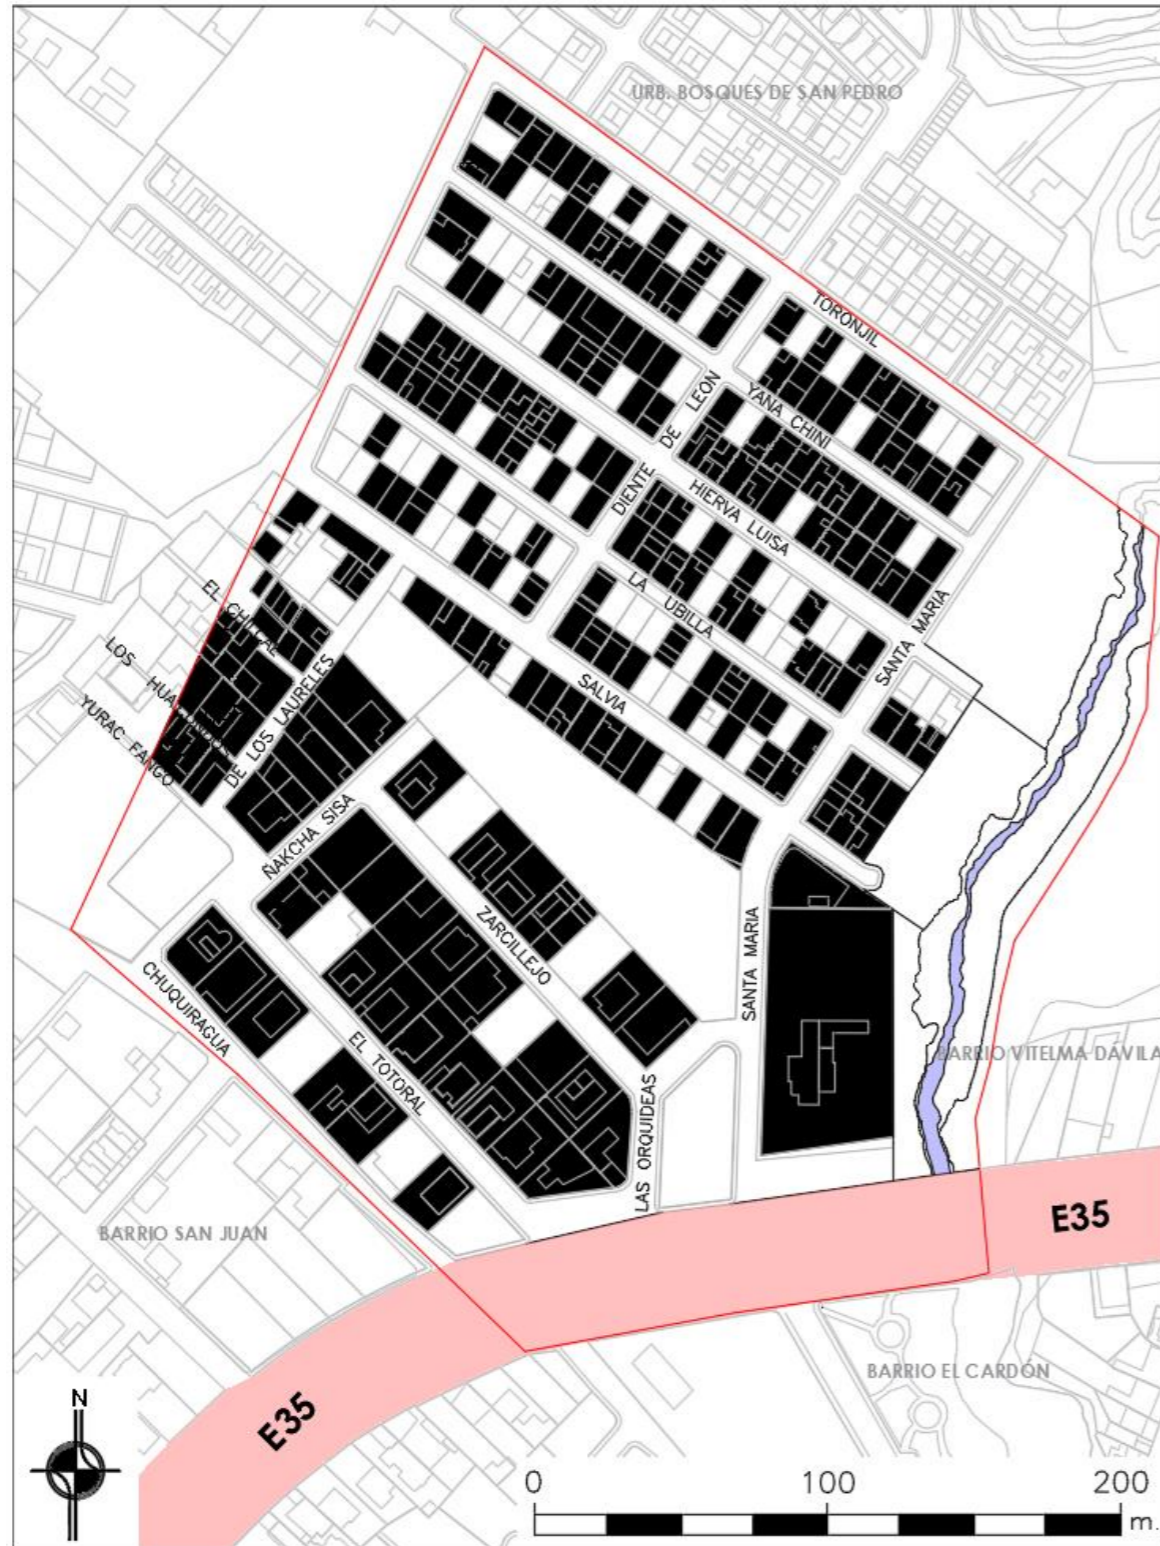 URB. BOSQUES DE SAN PEDRO
TORONJIL
YANA CHINI
DIENTE DE LEON
HIERVA LUISA
LA UBILLA
SANTA MARIA
SALVIA
EL
LOS
YURAC FANGO
DE LOS LAURELES
ÑAKCHA SISA
ZARCILLEJO
SANTA MARIA
CHUQUIRAGUA
EL TOTORAL
LAS ORQUIDEAS
BARRIO VITELMA DÁVILA
BARRIO SAN JUAN
E35
E35
BARRIO EL CARDÓN
N
0 100 200
m.